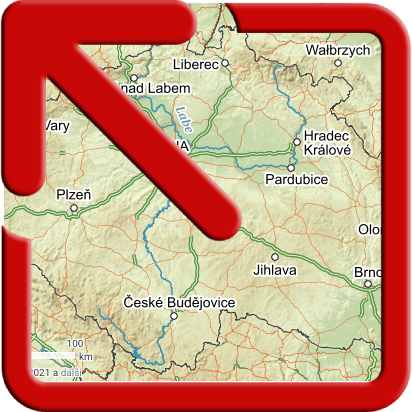 Wałbrzych
Liberec
nad Labem
Labe
Vary
HA
Hradec
Králové
Pardubice
Plzeň
Olo
Jihlava
Brno
České Budějovice
100
km
2021 a další